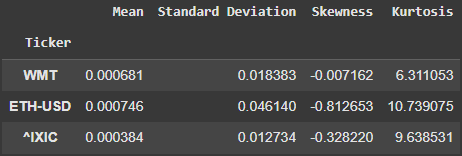 Mean Standard Deviation Skewness Kurtosis
Ticker
WMT 0.000681 0.018383 -0.007162 6.311053
ETH-USD 0.000746 0.046140 -0.812653 10.739075
^IXIC 0.000384 0.012734 -0.328220 9.638531